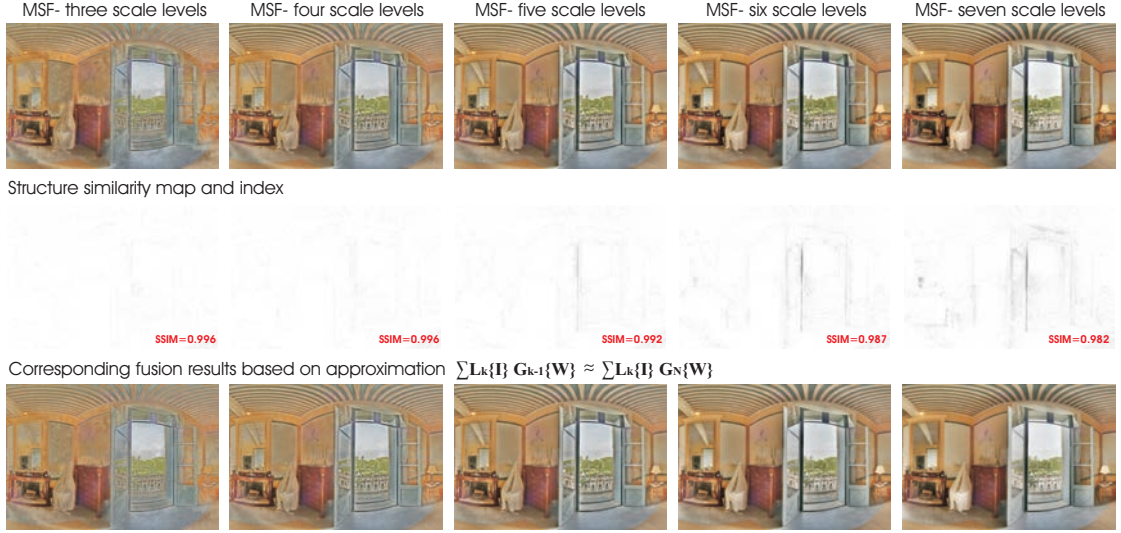 MSF- three scale levels
MSF- four scale levels
MSF- five scale levels
MSF- six scale levels
MSF- seven scale levels
Structure similarity map and index
SSIM=0.996
SSIM=0.996
SSIM=0.992
SSIM=0.987
SSIM=0.982
Corresponding fusion results based on approximation ∑Lk{I} Gk-1{W} ≈ ∑Lk{I} GN{W}